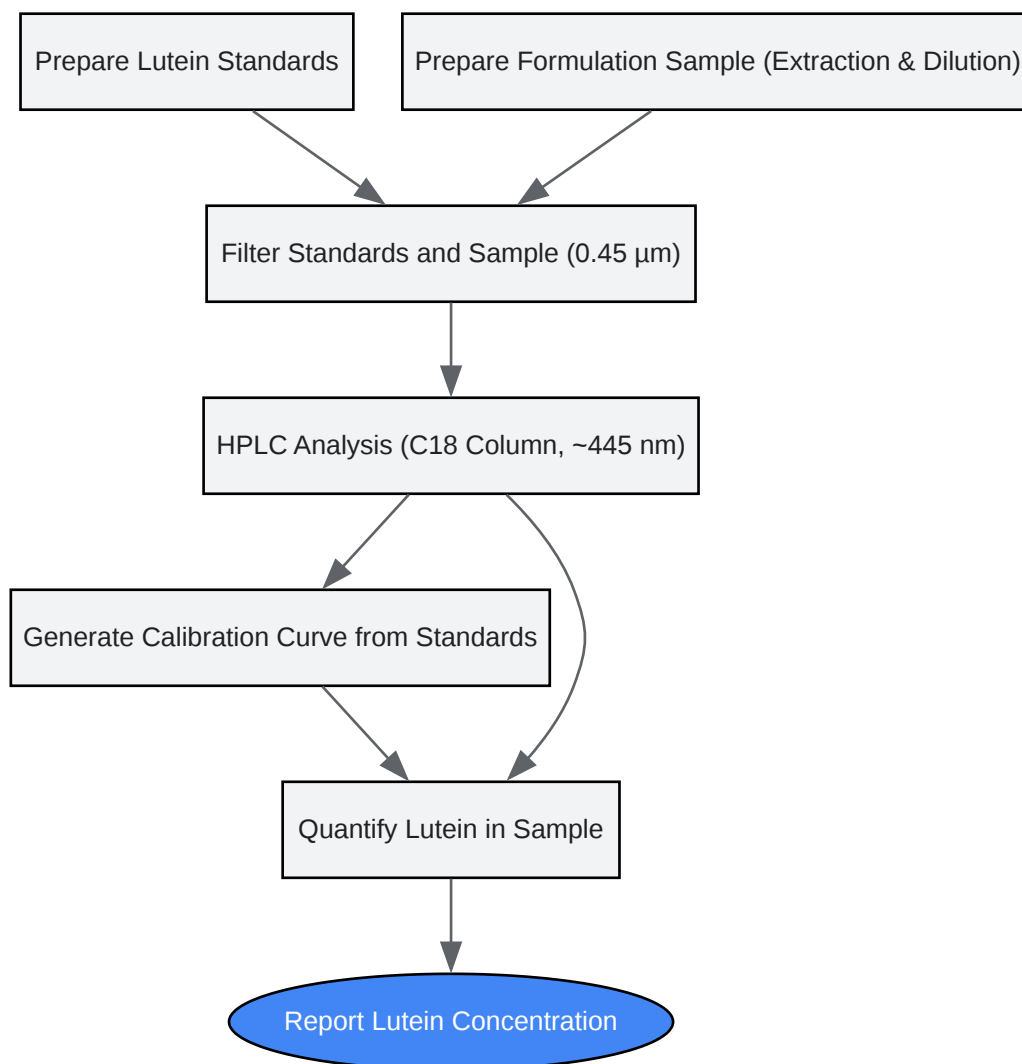 Prepare Lutein Standards
Prepare Formulation Sample (Extraction & Dilution)
Filter Standards and Sample (0.45 µm)
HPLC Analysis (C18 Column, ~445 nm)
Generate Calibration Curve from Standards
Quantify Lutein in Sample
Report Lutein Concentration